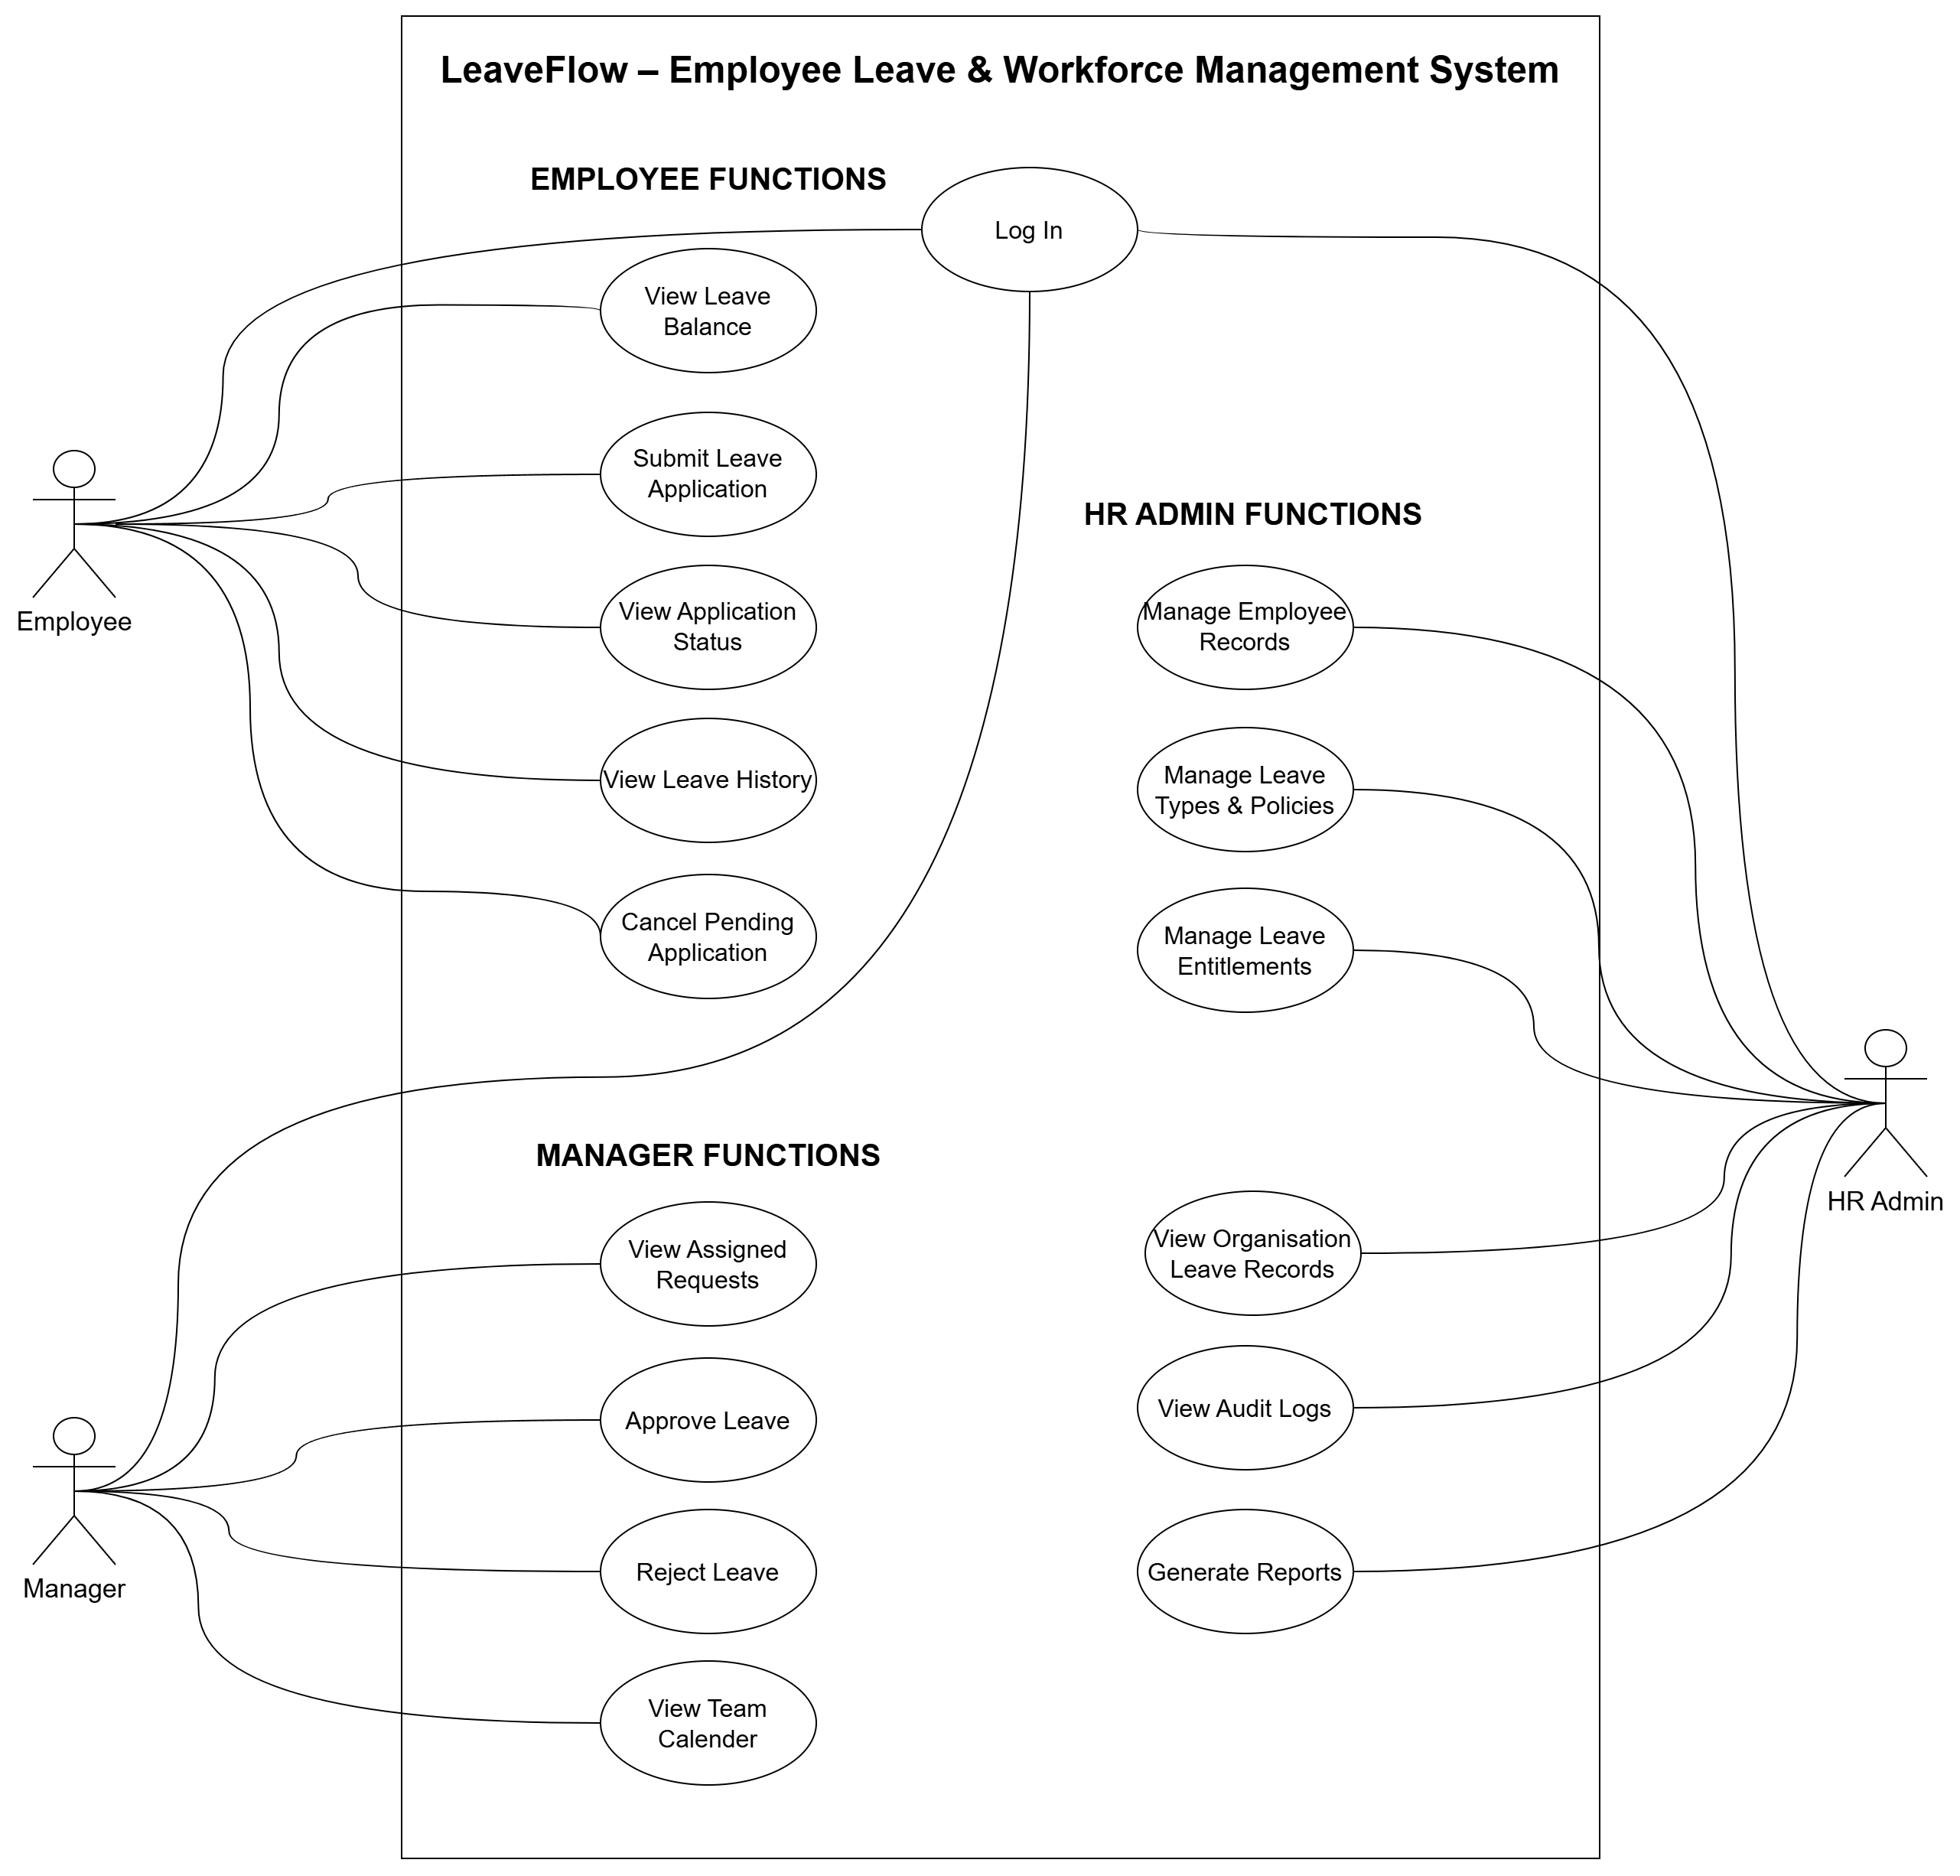 LeaveFlow – Employee Leave & Workforce Management System
EMPLOYEE FUNCTIONS
Log In
View Leave
Balance
Submit Leave
Application
View Application
Status
View Leave History
Cancel Pending
Application
Employee
HR ADMIN FUNCTIONS
Manage Employee
Records
Manage Leave
Types & Policies
Manage Leave
Entitlements
View Organisation
Leave Records
View Audit Logs
Generate Reports
HR Admin
MANAGER FUNCTIONS
View Assigned
Requests
Approve Leave
Reject Leave
View Team
Calender
Manager